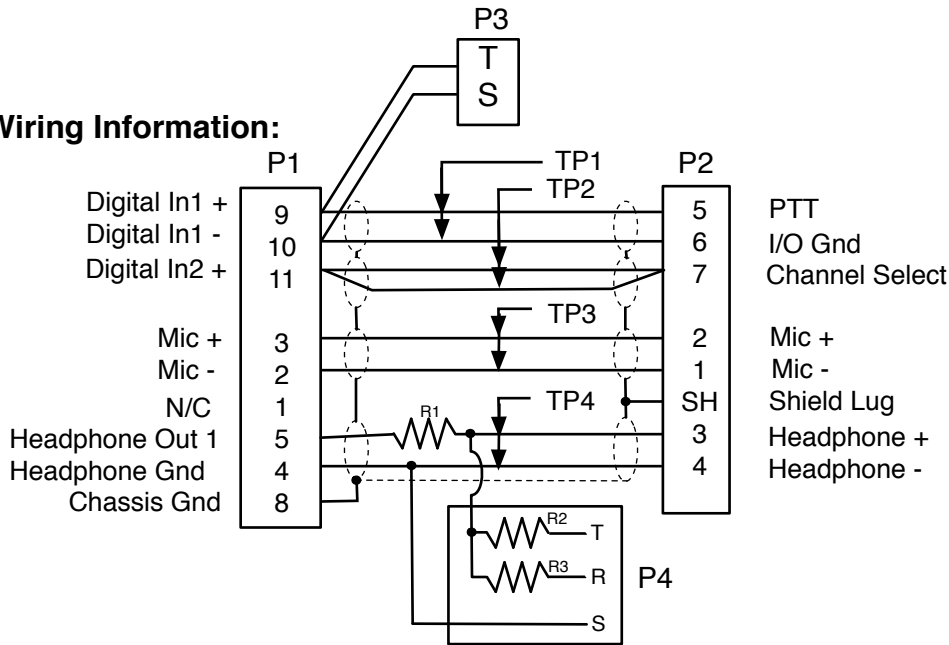 P3
T
S
Wiring Information:
P1
TP1
P2
TP2
Digital In1 +
9
5
PTT
Digital In1 -
10
6
I/O Gnd
Digital In2 +
11
7
Channel Select
TP3
Mic +
3
2
Mic +
Mic -
2
1
Mic -
N/C
1
R1
TP4
SH
Shield Lug
Headphone Out 1
5
3
Headphone +
Headphone Gnd
4
4
Headphone -
Chassis Gnd
8
R2
T
R3
R
P4
S